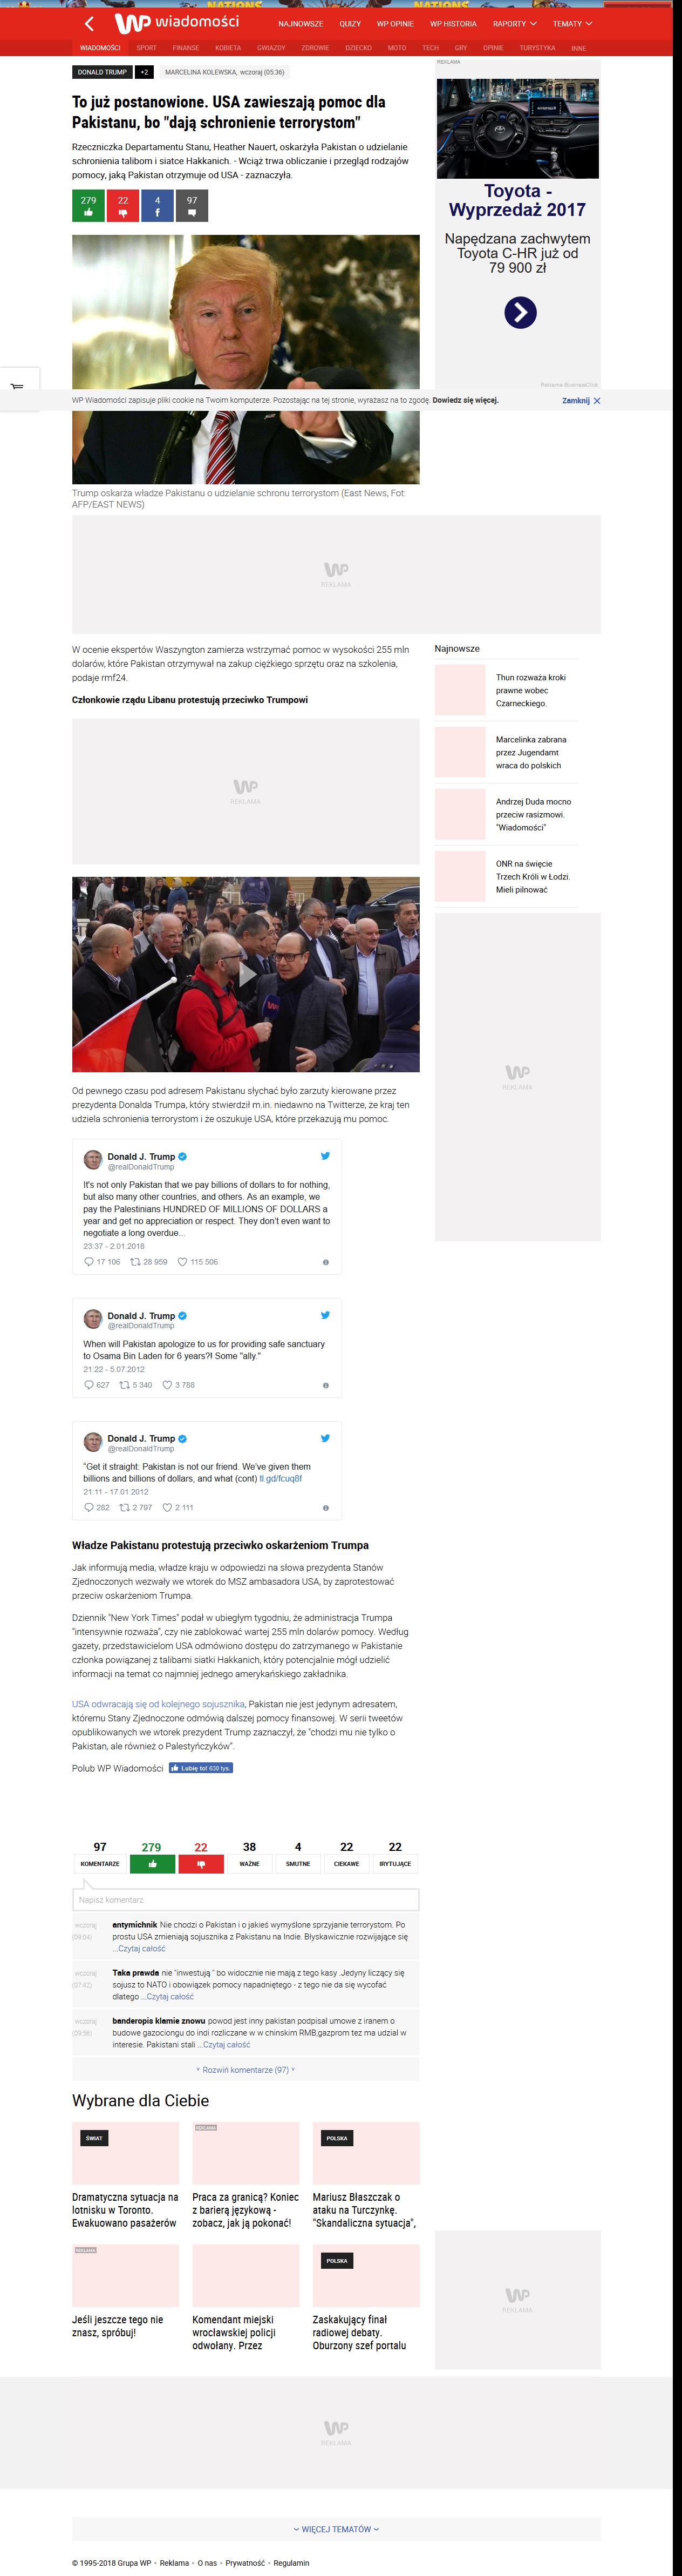 NATIONS NATIONS
WP wiadomości
NAJNOWSZE QUIZY WP OPINIE WP HISTORIA RAPORTY TEMATY
WIADOMOŚCI SPORT FINANSE KOBIETA GWIAZDY ZDROWIE DZIECKO MOTO TECH GRY OPINIE TURYSTYKA INNE
DONALD TRUMP +2 MARCELINA KOLEWSKA, wczoraj (05:36)
To już postanowione. USA zawieszają pomoc dla
Pakistanu, bo "dają schronienie terrorystom"
Rzeczniczka Departamentu Stanu, Heather Nauert, oskarżyła Pakistan o udzielanie
schronienia talibom i siatce Hakkanich. - Wciąż trwa obliczanie i przegląd rodzajów
pomocy, jaką Pakistan otrzymuje od USA - zaznaczyła.
279 22 4 97
REKLAMA
Toyota -
Wyprzedaż 2017
Napędzana zachwytem
Toyota C-HR już od
79 900 zł
Reklama BusinessClick
WP Wiadomości zapisuje pliki cookie na Twoim komputerze. Pozostając na tej stronie, wyrażasz na to zgodę. Dowiedz się więcej. Zamknij
Trump oskarża władze Pakistanu o udzielanie schronu terrorystom (East News, Fot:
AFP/EAST NEWS)
WP
REKLAMA
W ocenie ekspertów Waszyngton zamierza wstrzymać pomoc w wysokości 255 mln
dolarów, które Pakistan otrzymywał na zakup ciężkiego sprzętu oraz na szkolenia,
podaje rmf24.
Członkowie rządu Libanu protestują przeciwko Trumpowi
WP
REKLAMA
Najnowsze
Thun rozważa kroki
prawne wobec
Czarneckiego.
Marcelinka zabrana
przez Jugendamt
wraca do polskich
Andrzej Duda mocno
przeciw rasizmowi.
"Wiadomości"
ONR na święcie
Trzech Króli w Łodzi.
Mieli pilnować
WP
REKLAMA
Od pewnego czasu pod adresem Pakistanu słychać było zarzuty kierowane przez
prezydenta Donalda Trumpa, który stwierdził m.in. niedawno na Twitterze, że kraj ten
udziela schronienia terrorystom i że oszukuje USA, które przekazują mu pomoc.
Donald J. Trump
@realDonaldTrump
It's not only Pakistan that we pay billions of dollars to for nothing,
but also many other countries, and others. As an example, we
pay the Palestinians HUNDRED OF MILLIONS OF DOLLARS a
year and get no appreciation or respect. They don't even want to
negotiate a long overdue...
23:37 - 2.01.2018
17 106 28 959 115 506
Donald J. Trump
@realDonaldTrump
When will Pakistan apologize to us for providing safe sanctuary
to Osama Bin Laden for 6 years?! Some "ally."
21:22 - 5.07.2012
627 5 340 3 788
Donald J. Trump
@realDonaldTrump
"Get it straight: Pakistan is not our friend. We've given them
billions and billions of dollars, and what (cont) tl.gd/fcuq8f
21:11 - 17.01.2012
282 2 797 2 111
Władze Pakistanu protestują przeciwko oskarżeniom Trumpa
Jak informują media, władze kraju w odpowiedzi na słowa prezydenta Stanów
Zjednoczonych wezwały we wtorek do MSZ ambasadora USA, by zaprotestować
przeciw oskarżeniom Trumpa.
Dziennik "New York Times" podał w ubiegłym tygodniu, że administracja Trumpa
"intensywnie rozważa", czy nie zablokować wartej 255 mln dolarów pomocy. Według
gazety, przedstawicielom USA odmówiono dostępu do zatrzymanego w Pakistanie
członka powiązanej z talibami siatki Hakkanich, który potencjalnie mógł udzielić
informacji na temat co najmniej jednego amerykańskiego zakładnika.
USA odwracają się od kolejnego sojusznika, Pakistan nie jest jedynym adresatem,
któremu Stany Zjednoczone odmówią dalszej pomocy finansowej. W serii tweetów
opublikowanych we wtorek prezydent Trump zaznaczył, że "chodzi mu nie tylko o
Pakistan, ale również o Palestyńczyków".
Polub WP Wiadomości Lubię to! 630 tys.
97 279 22 38 4 22 22
KOMENTARZE WAŻNE SMUTNE CIEKAWE IRYTUJĄCE
Napisz komentarz
wczoraj (09:04) antymichnik Nie chodzi o Pakistan i o jakieś wymyślone sprzyjanie terrorystom. Po
prostu USA zmieniają sojusznika z Pakistanu na Indie. Błyskawicznie rozwijające się
...Czytaj całość
wczoraj (07:42) Taka prawda nie "inwestują " bo widocznie nie mają z tego kasy .Jedyny liczący się
sojusz to NATO i obowiązek pomocy napadniętego - z tego nie da się wycofać
dlatego ...Czytaj całość
wczoraj (09:56) banderopis klamie znowu powod jest inny pakistan podpisal umowe z iranem o
budowe gazociongu do indi rozliczane w w chinskim RMB,gazprom tez ma udzial w
interesie. Pakistani stali ...Czytaj całość
Rozwiń komentarze (97)
Wybrane dla Ciebie
ŚWIAT
Dramatyczna sytuacja na
lotnisku w Toronto.
Ewakuowano pasażerów
REKLAMA
Praca za granicą? Koniec
z barierą językową -
zobacz, jak ją pokonać!
POLSKA
Mariusz Błaszczak o
ataku na Turczynkę.
"Skandaliczna sytuacja",
REKLAMA
Jeśli jeszcze tego nie
znasz, spróbuj!
Komendant miejski
wrocławskiej policji
odwołany. Przez
POLSKA
Zaskakujący finał
radiowej debaty.
Oburzony szef portalu
WP
REKLAMA
WP
REKLAMA
WIĘCEJ TEMATÓW
© 1995-2018 Grupa WP • Reklama • O nas • Prywatność • Regulamin